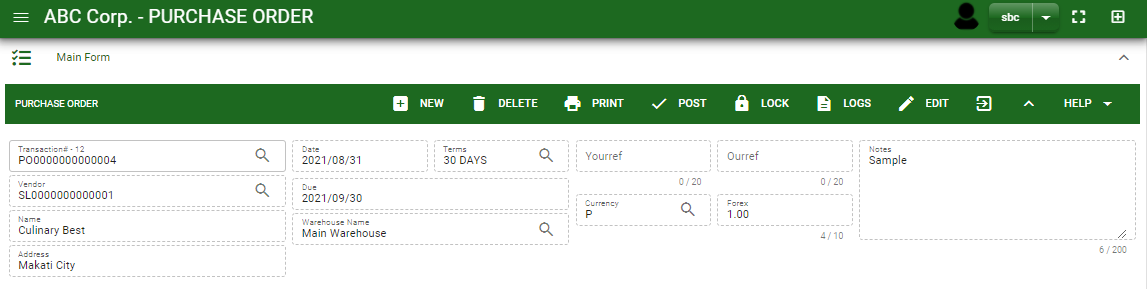 ABC Corp. - PURCHASE ORDER
sbc
Main Form
PURCHASE ORDER
NEW
DELETE
PRINT
POST
LOCK
LOGS
EDIT
HELP
Transaction# - 12
PO0000000000004
Vendor
SL0000000000001
Name
Culinary Best
Address
Makati City
Date
2021/08/31
Terms
30 DAYS
Due
2021/09/30
Warehouse Name
Main Warehouse
Yourref
0 / 20
Ourref
0 / 20
Currency
P
Forex
1.00
4 / 10
Notes
Sample
6 / 200